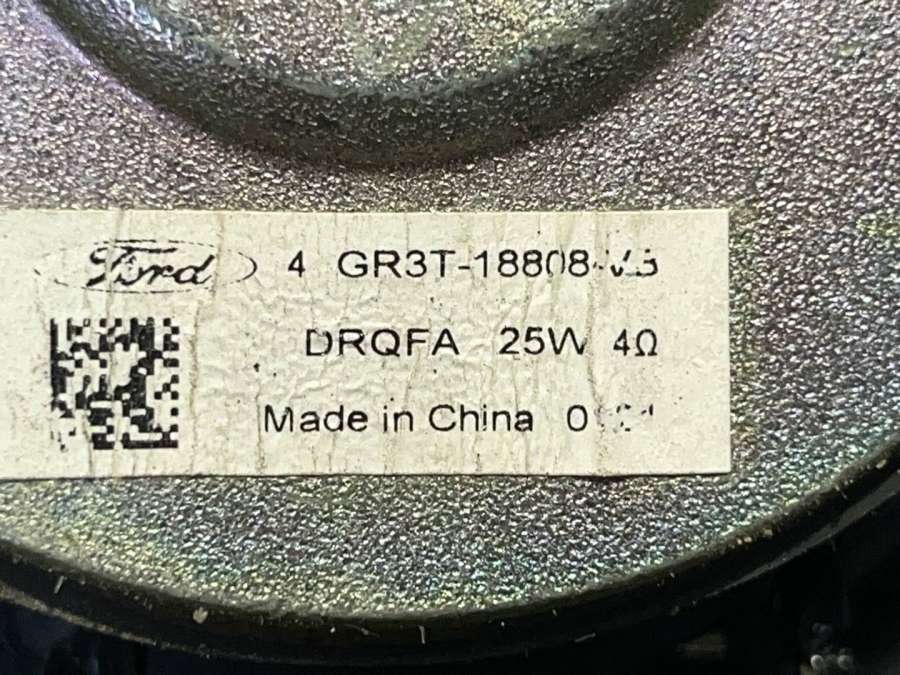 Ford 4 GR3T-18808
DRQFA 25W 4Ω
Made in China